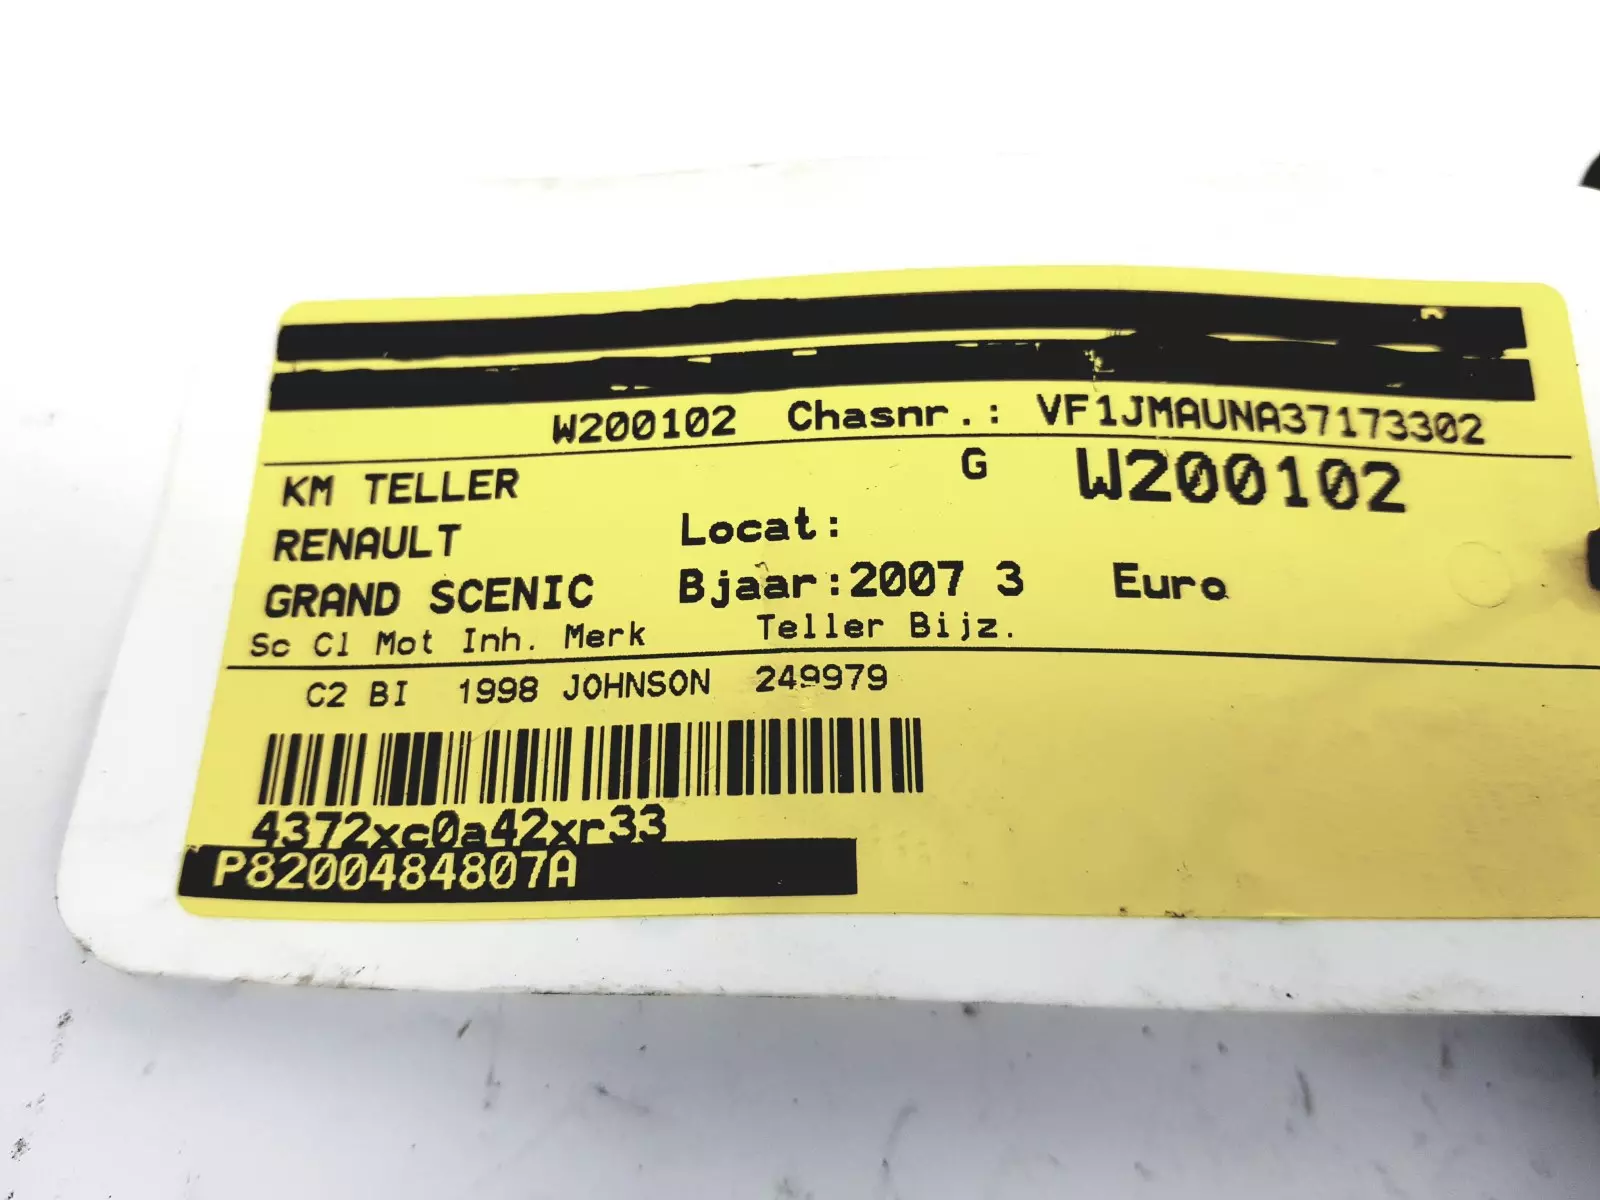 W200102 Chasnr.: VF1JMAUNA37173302
KM TELLER G W200102
RENAULT Locat:
GRAND SCENIC Bjaar:2007 3 Euro
Sc Cl Mot Inh. Merk Teller Bijz.
C2 BI 1998 JOHNSON 249979
4372xc0a42xr33
P8200484807A